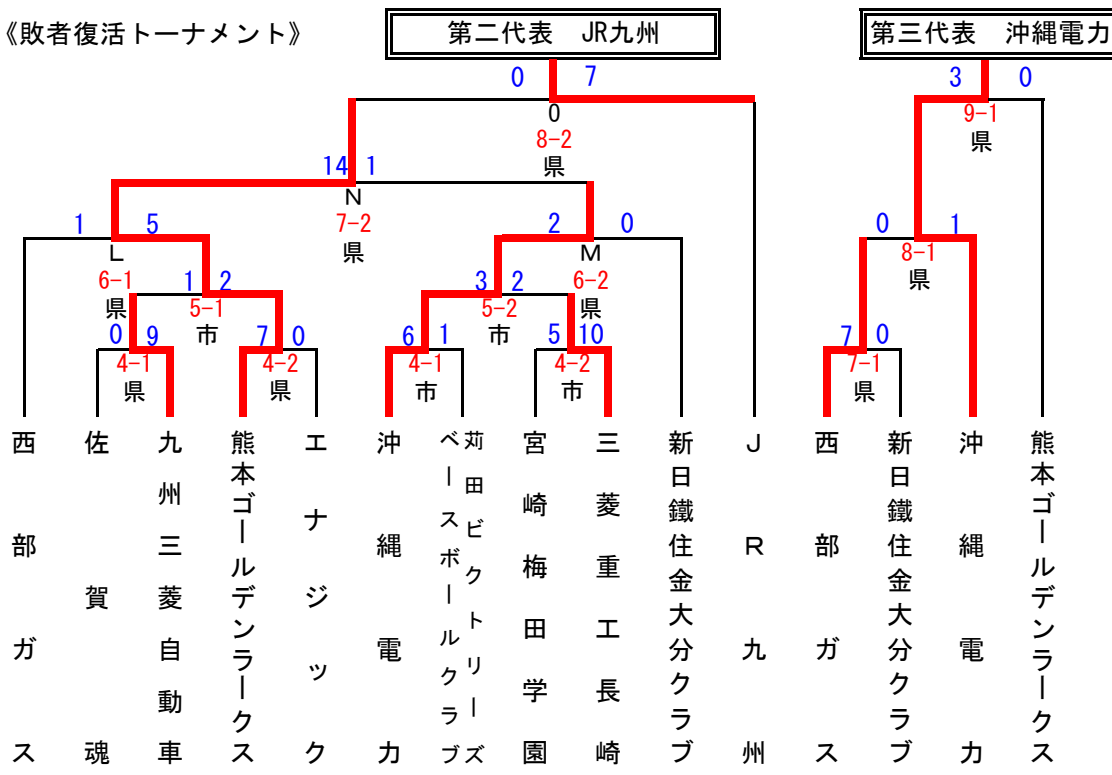 《敗者復活トーナメント》
第二代表 JR九州
第三代表 沖縄電力
0 7
3 0
O
8-2
県
9-1
県
14 1
N
7-2
県
1 5
L
6-1
県
2 0
M
6-2
県
0 1
8-1
県
1 2
5-1
市
3 2
5-2
市
0 9
4-1
県
7 0
4-2
県
6 1
4-1
市
5 10
4-2
市
7 0
7-1
県
西部ガス
佐賀魂
九州三菱自動車
熊本ゴールデンラークス
エナジック
沖縄電力
苅田ビクトリーズ
ベースボールクラブ
宮崎梅田学園
三菱重工長崎
新日鐵住金大分クラブ
JR九州
西部ガス
新日鐵住金大分クラブ
沖縄電力
熊本ゴールデンラークス